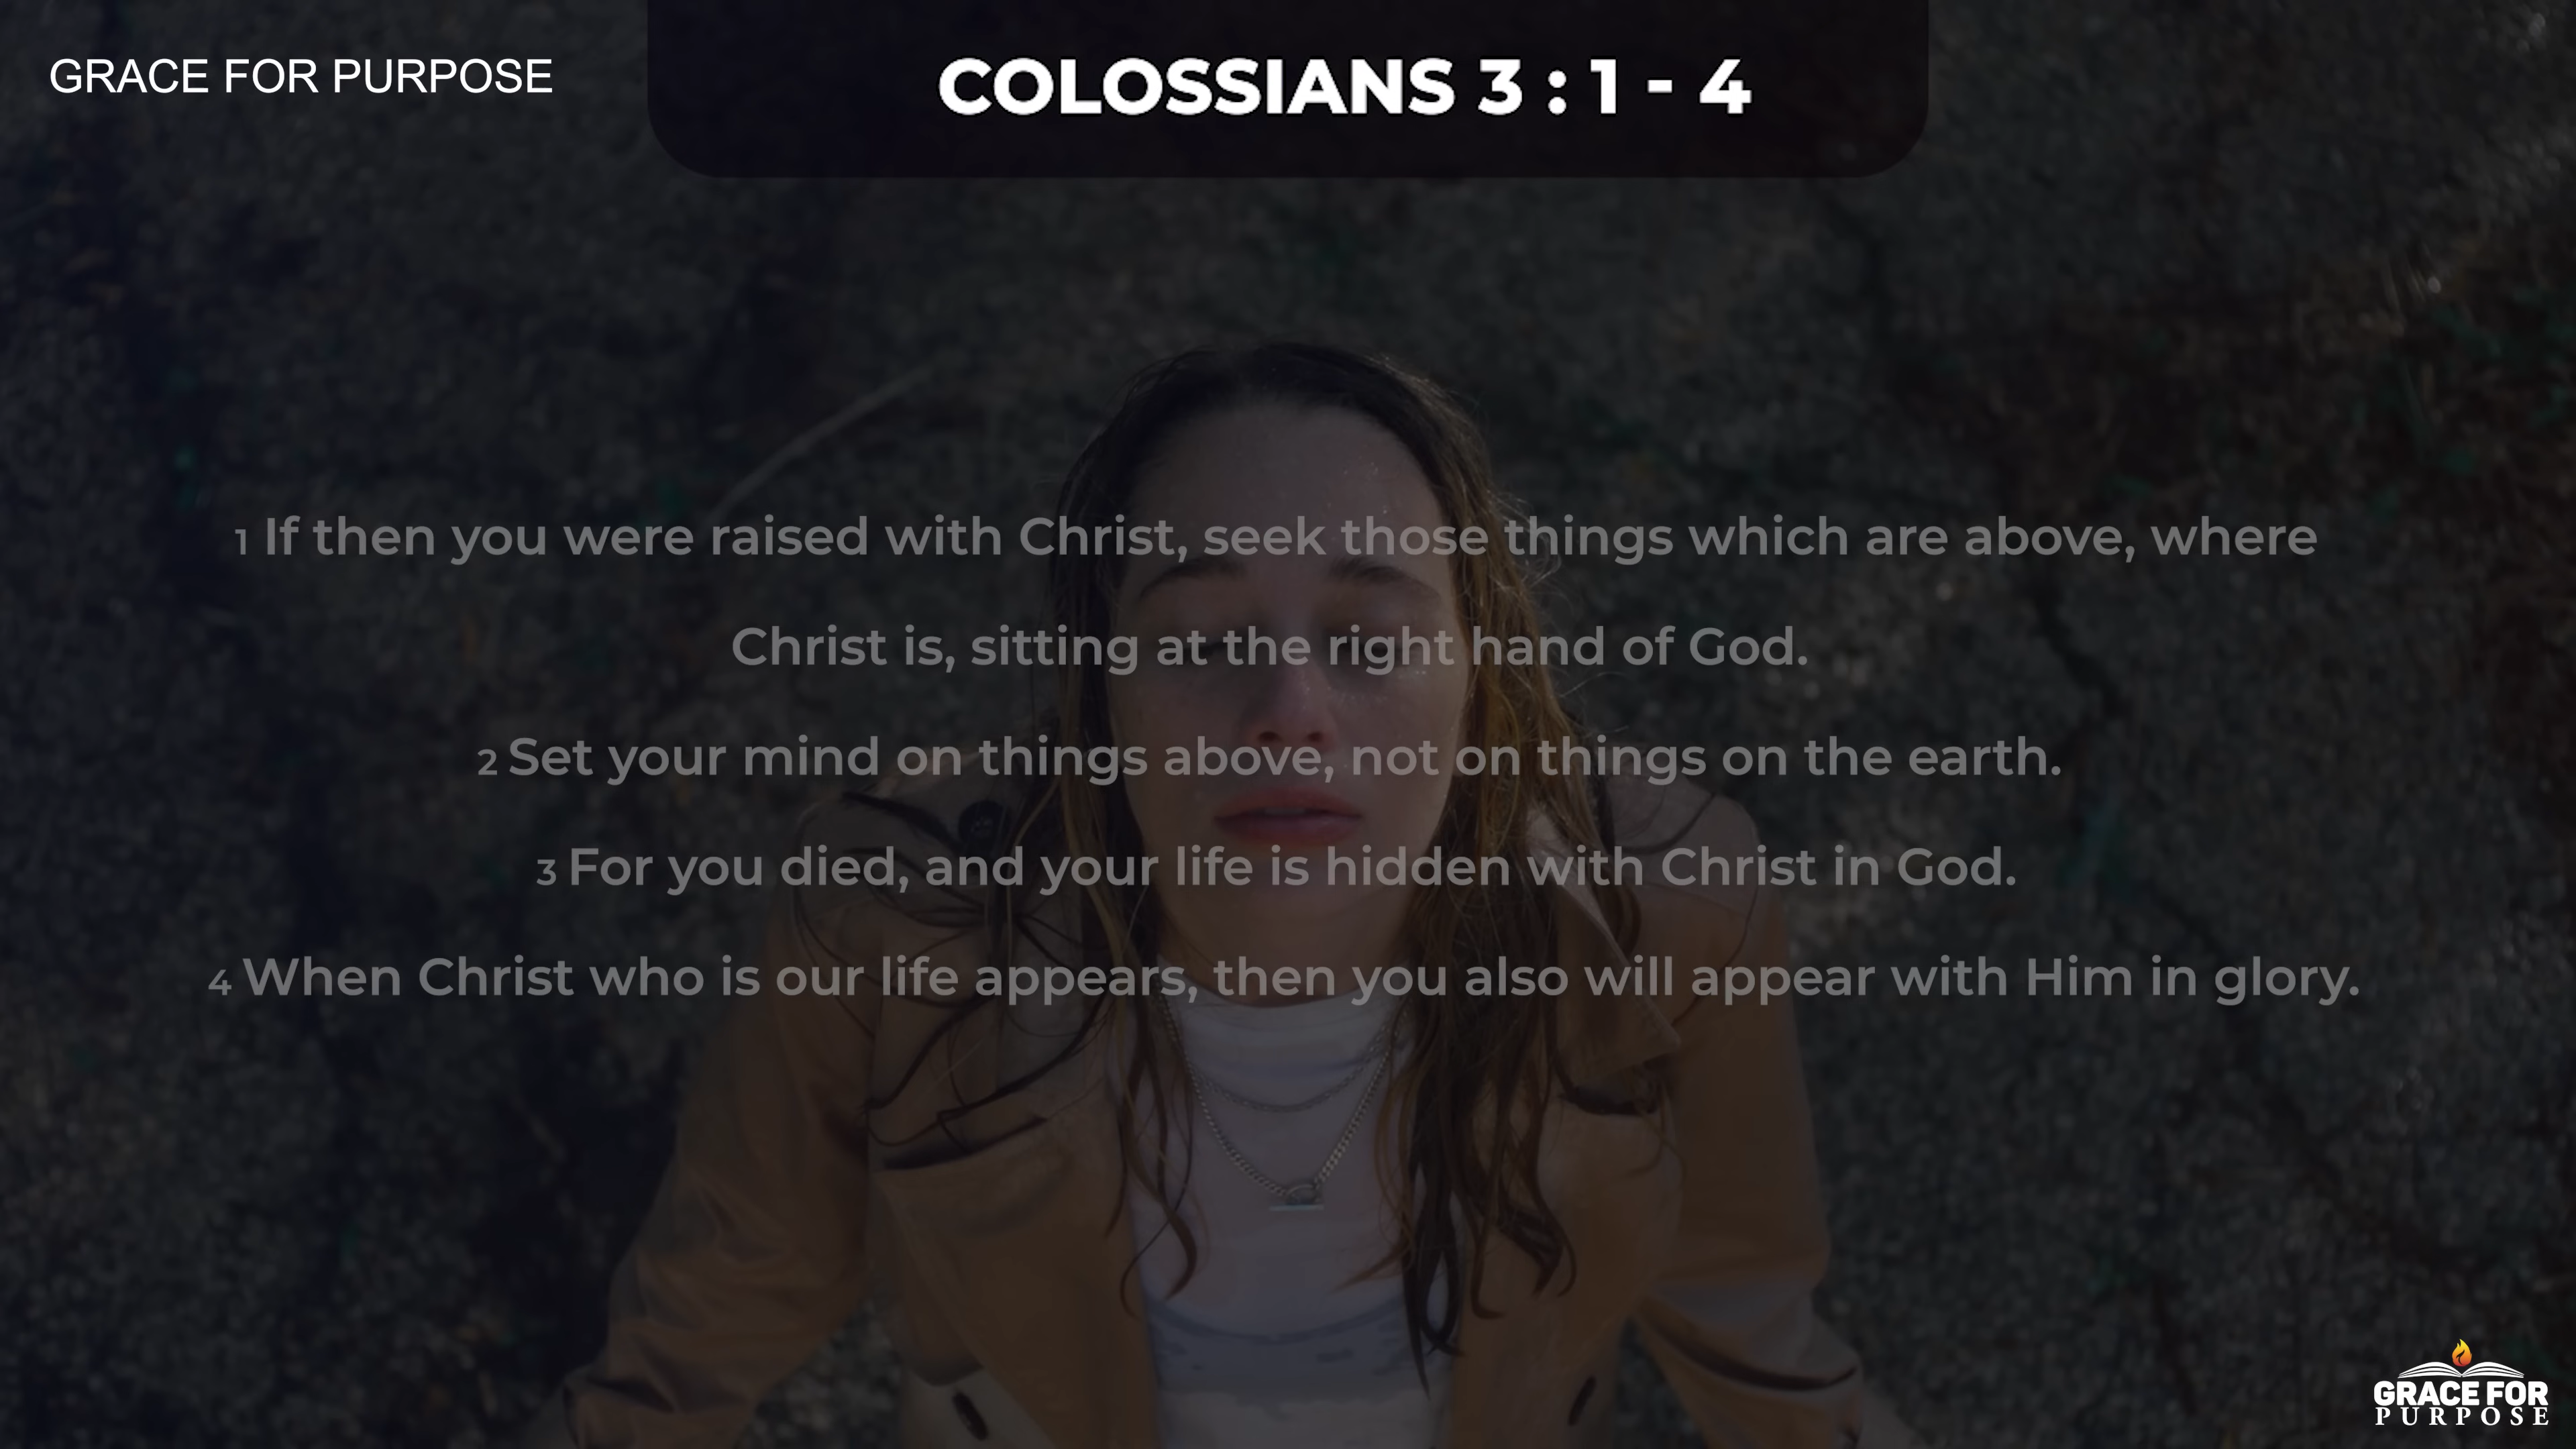 GRACE FOR PURPOSE
COLOSSIANS 3 : 1 - 4
1 If then you were raised with Christ, seek those things which are above, where
Christ is, sitting at the right hand of God.
2 Set your mind on things above, not on things on the earth.
3 For you died, and your life is hidden with Christ in God.
4 When Christ who is our life appears, then you also will appear with Him in glory.
GRACE FOR
PURPOSE